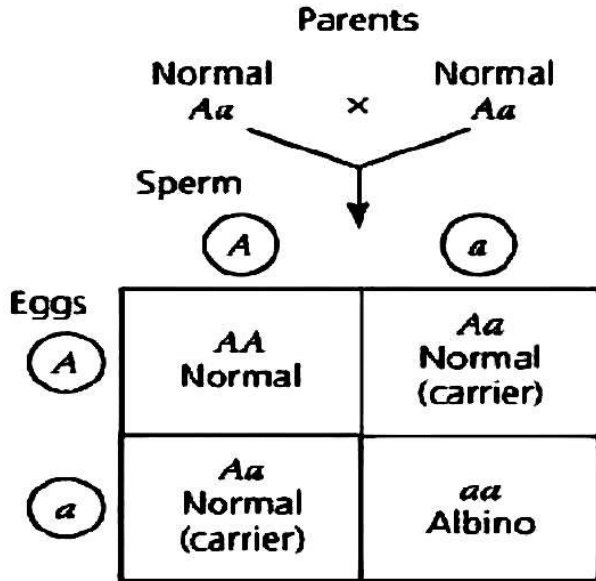 Parents
Normal Normal
Aa × Aa
Sperm
A a
Eggs
A
AA
Normal
Aa
Normal
(carrier)
a
Aa
Normal
(carrier)
aa
Albino